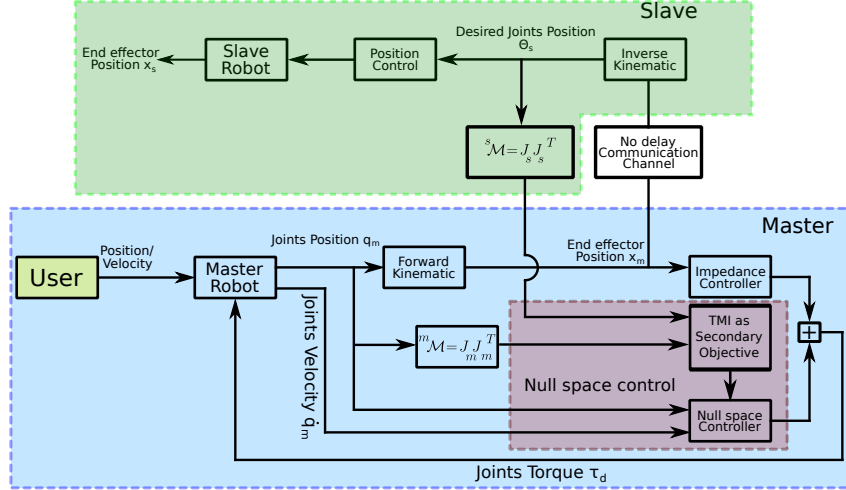 Slave
End effector
Position xₛ
Slave
Robot
Position
Control
Desired Joints Position
Θₛ
Inverse
Kinematic
ˢℳ=JₛJₛᵀ
No delay
Communication
Channel
Master
User
Position/
Velocity
Master
Robot
Joints Position qₘ
Forward
Kinematic
End effector
Position xₘ
Impedance
Controller
Joints Velocity q̇ₘ
ᵐℳ=JₘJₘᵀ
TMI as
Secondary
Objective
+
Null space control
Null space
Controller
Joints Torque τ_d